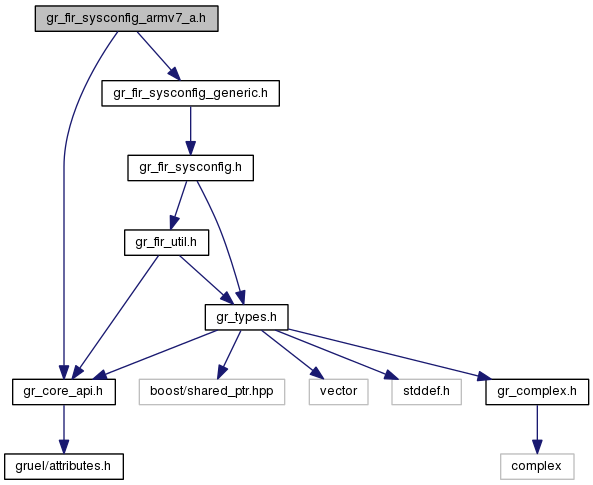 gr_fir_sysconfig_armv7_a.h
gr_fir_sysconfig_generic.h
gr_fir_sysconfig.h
gr_fir_util.h
gr_types.h
gr_core_api.h
boost/shared_ptr.hpp
vector
stddef.h
gr_complex.h
gruel/attributes.h
complex